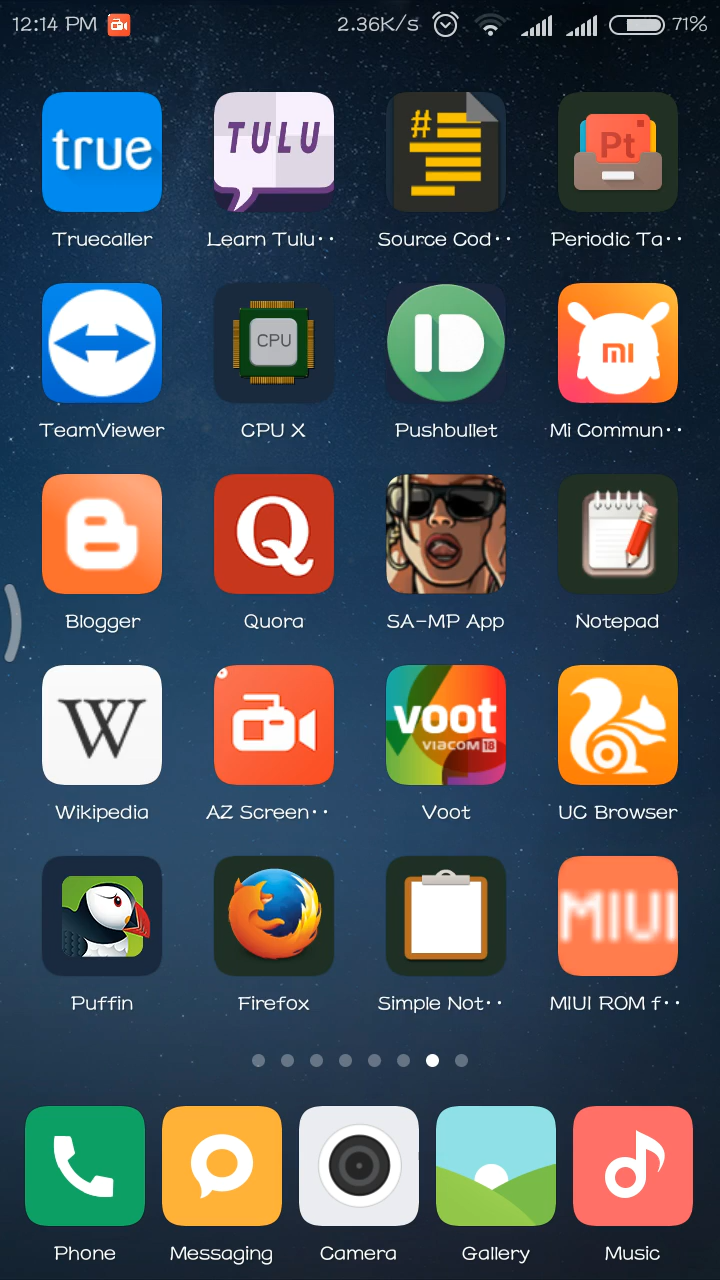 12:14 PM 2.36K/s 71%
true TULU # Pt
Truecaller Learn Tulu·· Source Cod·· Periodic Ta··
CPU mi
TeamViewer CPU X Pushbullet Mi Commun··
Q
Blogger Quora SA-MP App Notepad
W voot
VIACOM 18
Wikipedia AZ Screen·· Voot UC Browser
MIUI
Puffin Firefox Simple Not·· MIUI ROM f··
Phone Messaging Camera Gallery Music